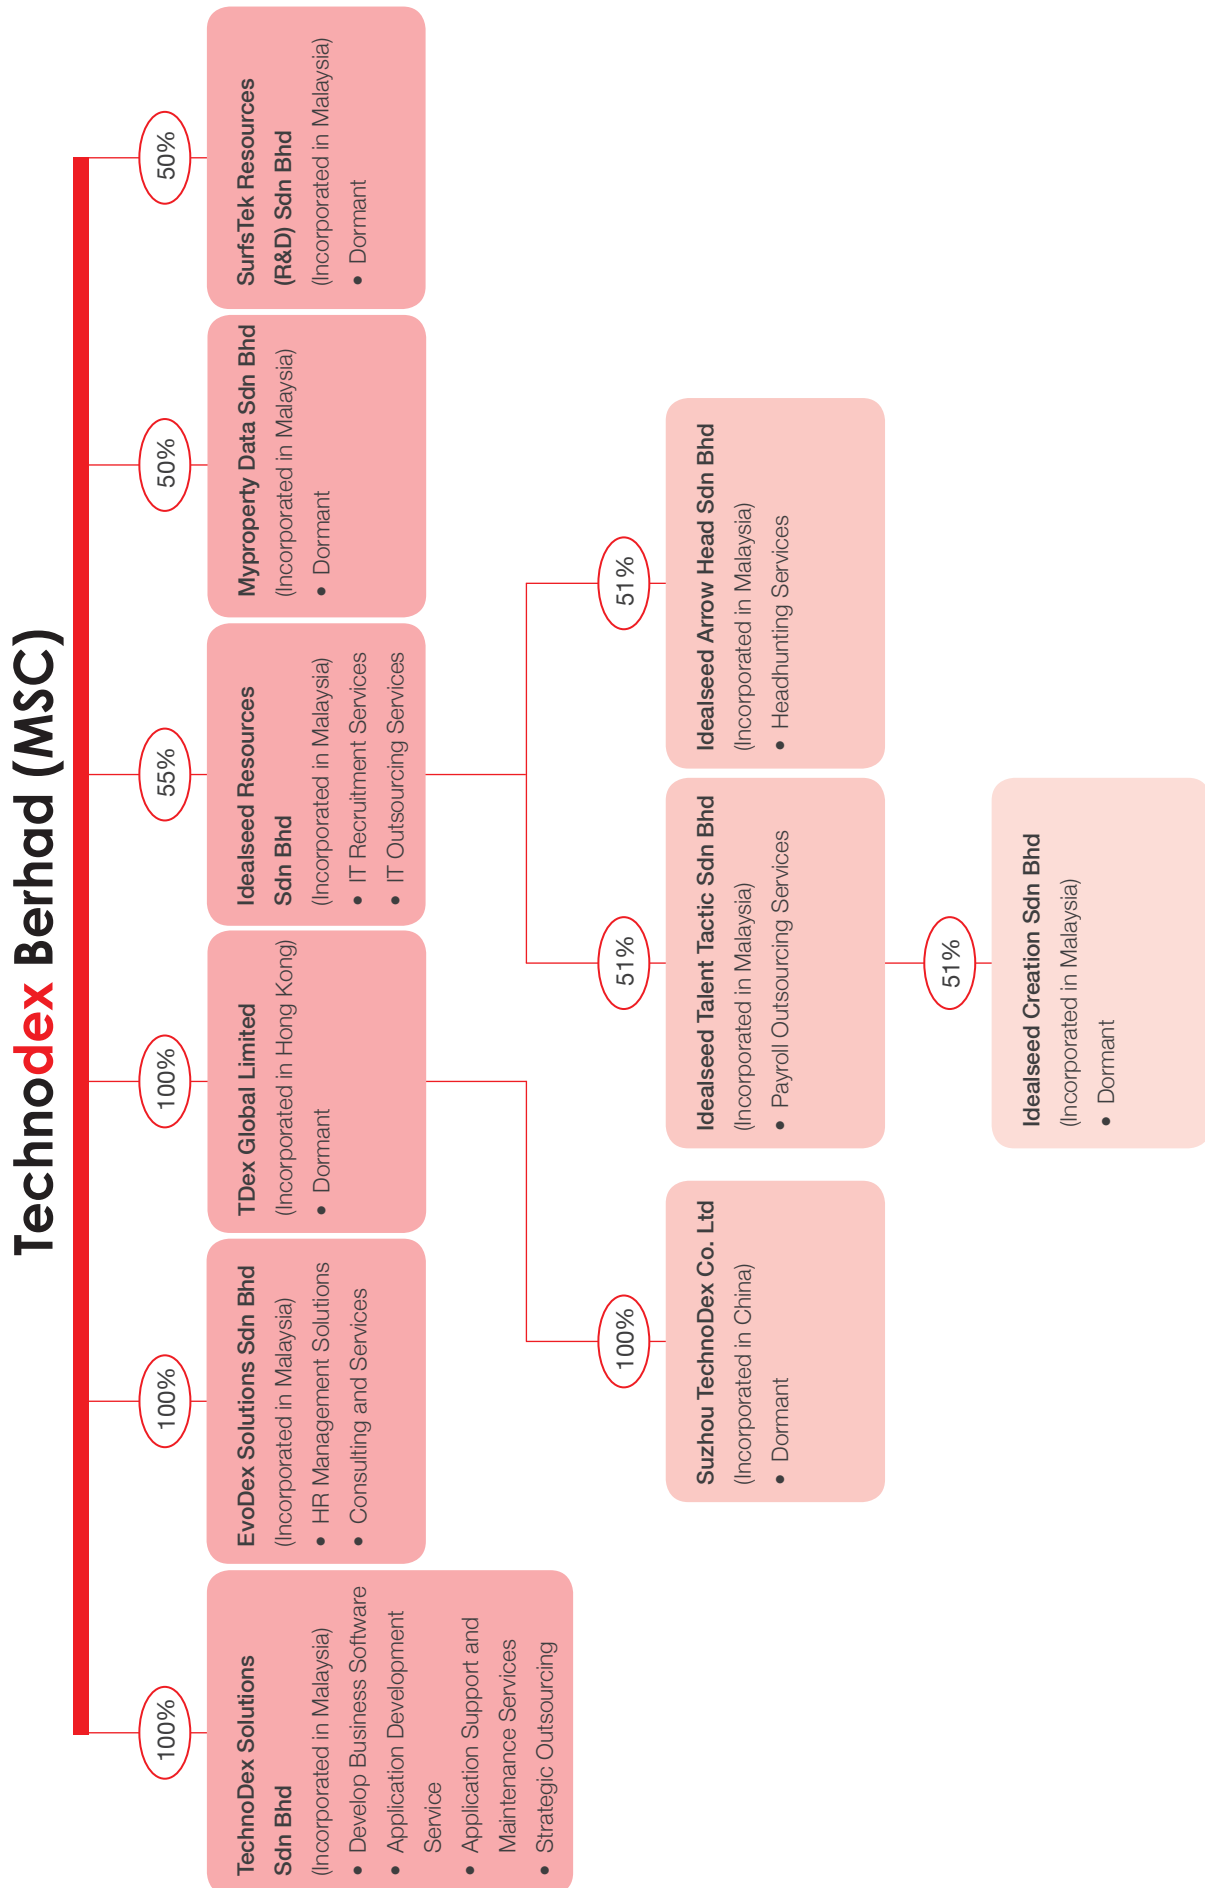 Technodex Berhad (MSC)
100%
TechnoDex Solutions
Sdn Bhd
(Incorporated in Malaysia)
• Develop Business Software
• Application Development
Service
• Application Support and
Maintenance Services
• Strategic Outsourcing
100%
EvoDex Solutions Sdn Bhd
(Incorporated in Malaysia)
• HR Management Solutions
• Consulting and Services
100%
TDex Global Limited
(Incorporated in Hong Kong)
• Dormant
55%
Idealseed Resources
Sdn Bhd
(Incorporated in Malaysia)
• IT Recruitment Services
• IT Outsourcing Services
50%
Myproperty Data Sdn Bhd
(Incorporated in Malaysia)
• Dormant
50%
SurfsTek Resources
(R&D) Sdn Bhd
(Incorporated in Malaysia)
• Dormant
100%
Suzhou TechnoDex Co. Ltd
(Incorporated in China)
• Dormant
51%
Idealseed Talent Tactic Sdn Bhd
(Incorporated in Malaysia)
• Payroll Outsourcing Services
51%
Idealseed Arrow Head Sdn Bhd
(Incorporated in Malaysia)
• Headhunting Services
51%
Idealseed Creation Sdn Bhd
(Incorporated in Malaysia)
• Dormant